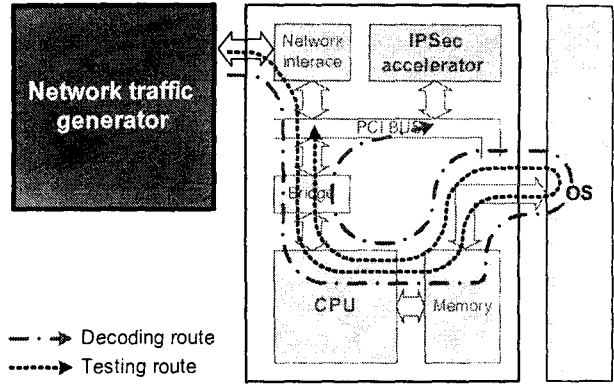 Network traffic
generator
Network
interace
IPSec
accelerator
PCI BUS
Bridge
OS
CPU
Memory
Decoding route
Testing route